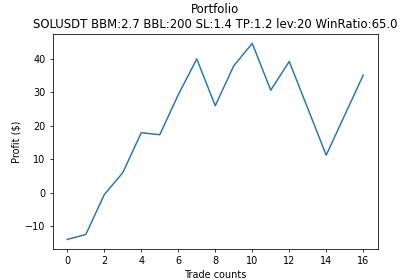 Portfolio
SOLUSDT BBM:2.7 BBL:200 SL:1.4 TP:1.2 lev:20 WinRatio:65.0
40
30
20
10
0
−10
Profit ($)
0 2 4 6 8 10 12 14 16
Trade counts